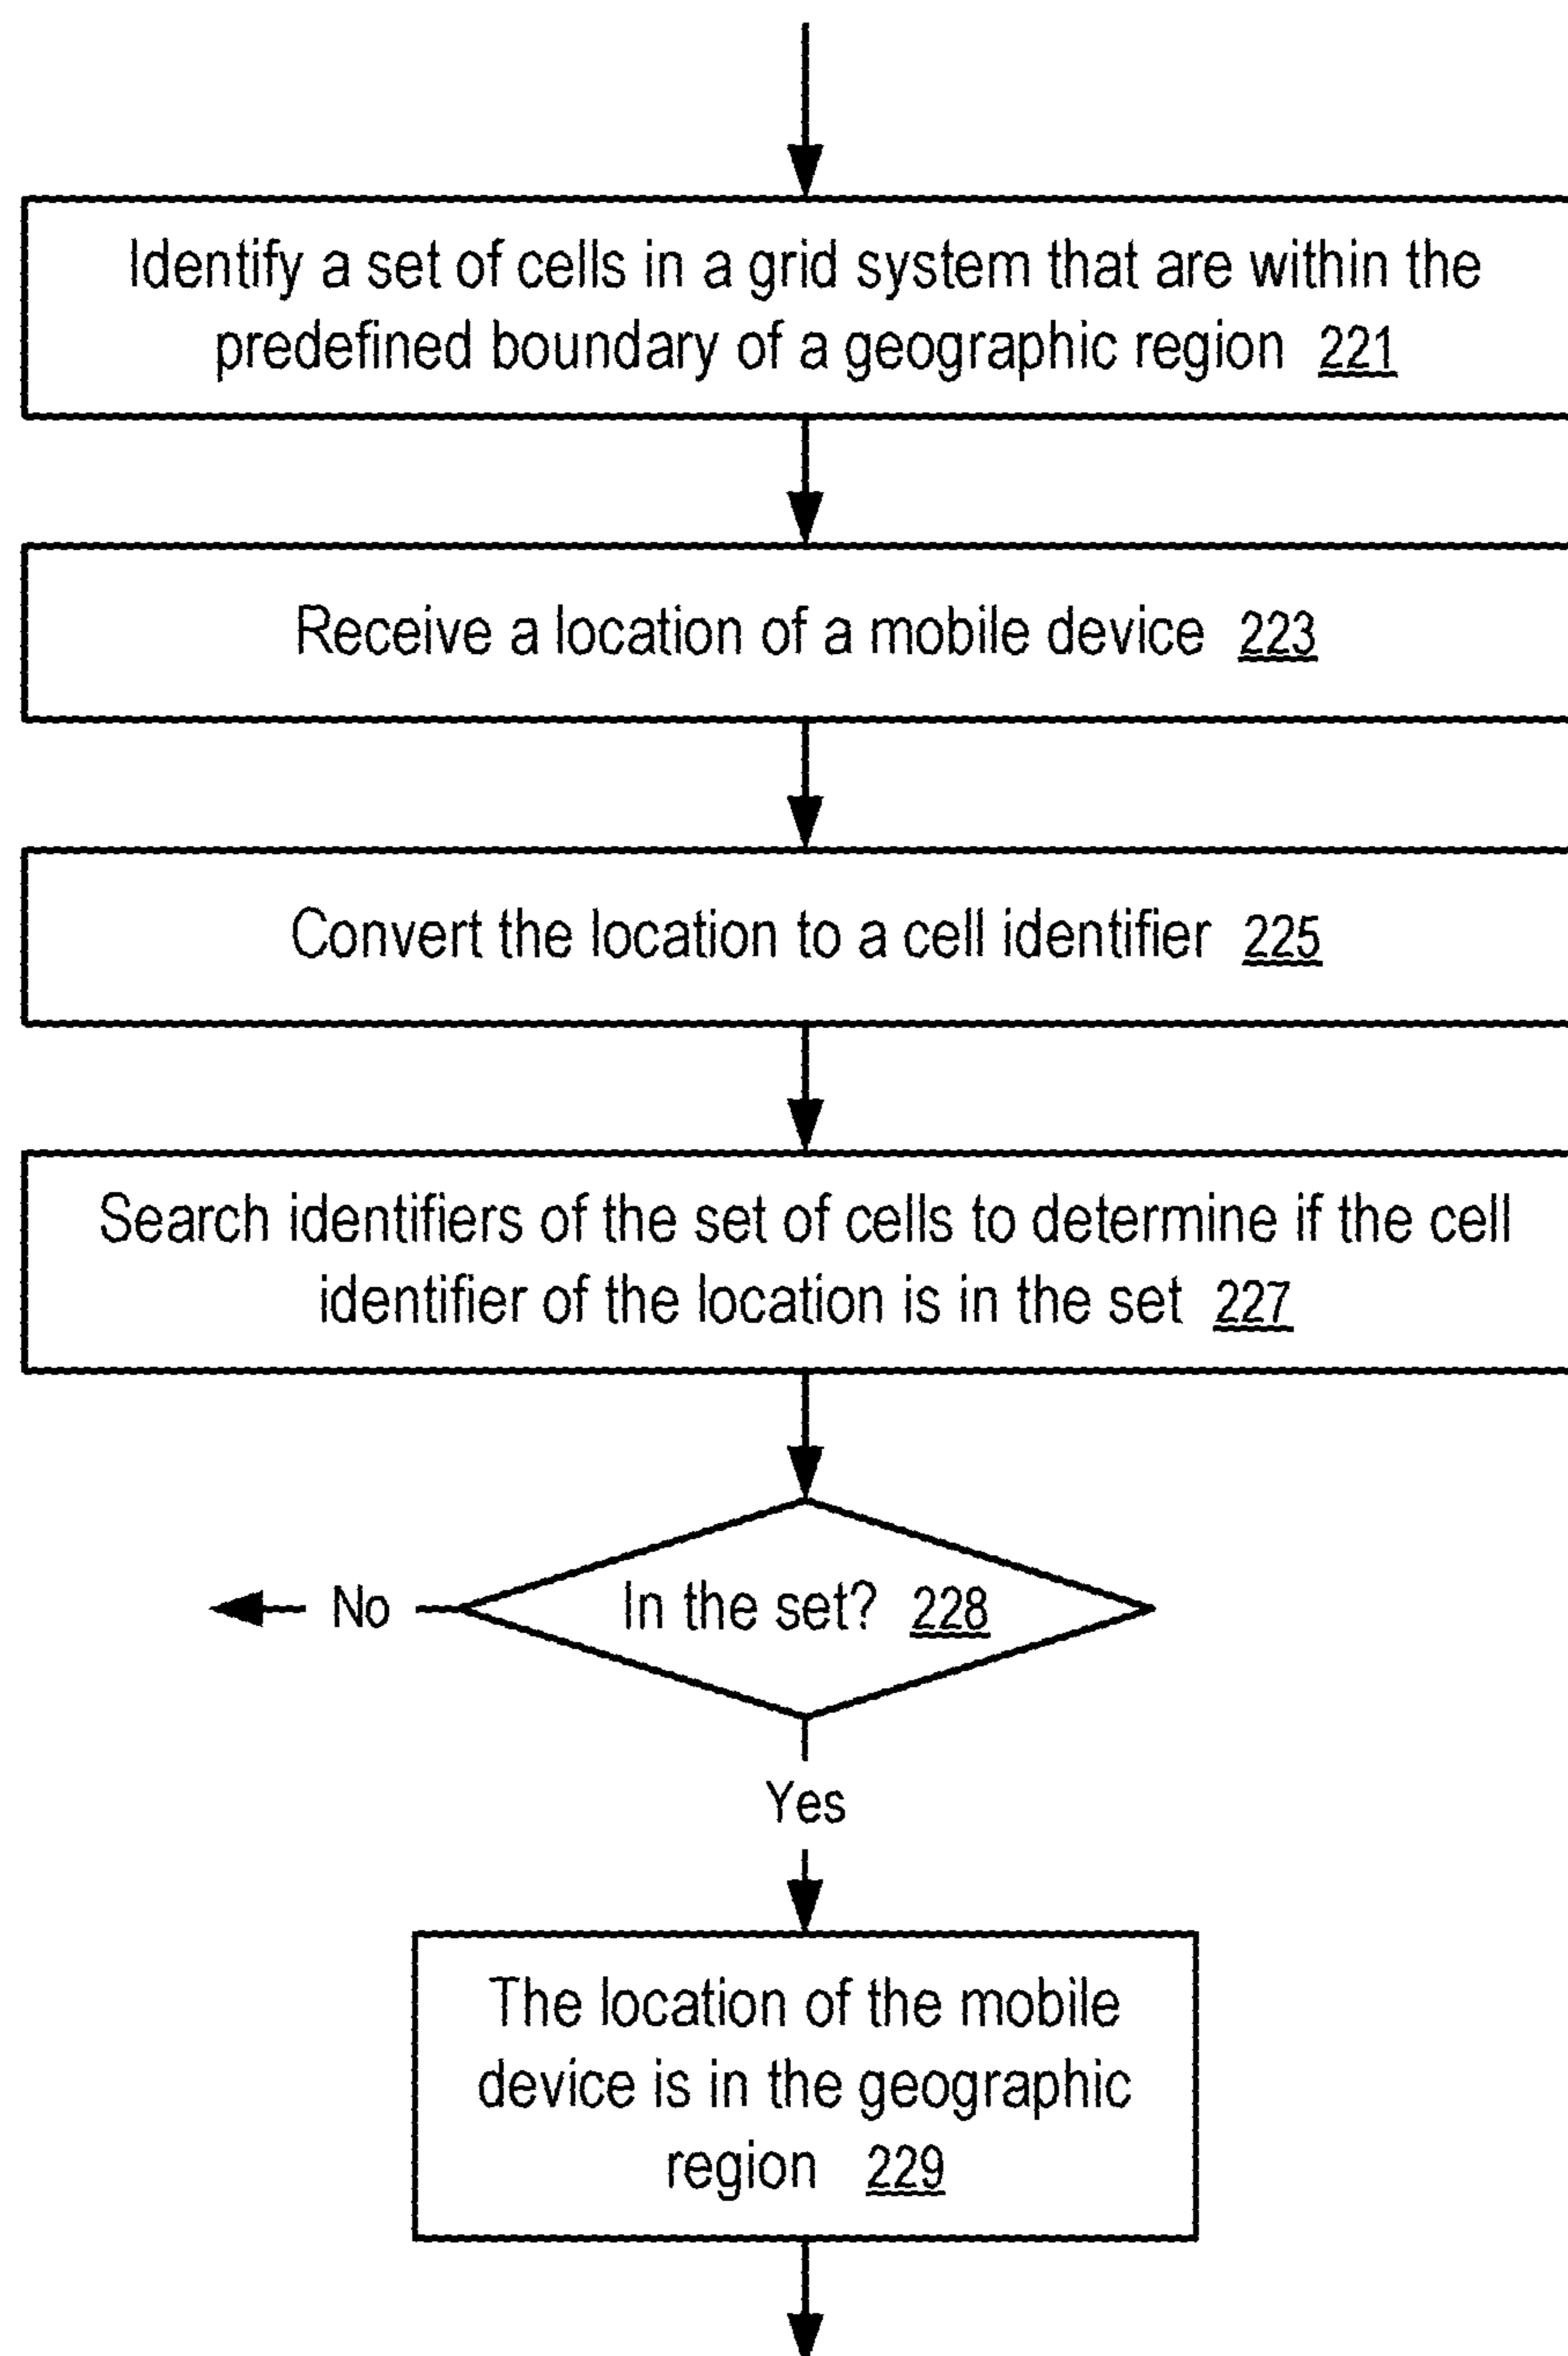 Identify a set of cells in a grid system that are within the
predefined boundary of a geographic region 221
Receive a location of a mobile device 223
Convert the location to a cell identifier 225
Search identifiers of the set of cells to determine if the cell
identifier of the location is in the set 227
In the set? 228
No
Yes
The location of the mobile
device is in the geographic
region 229